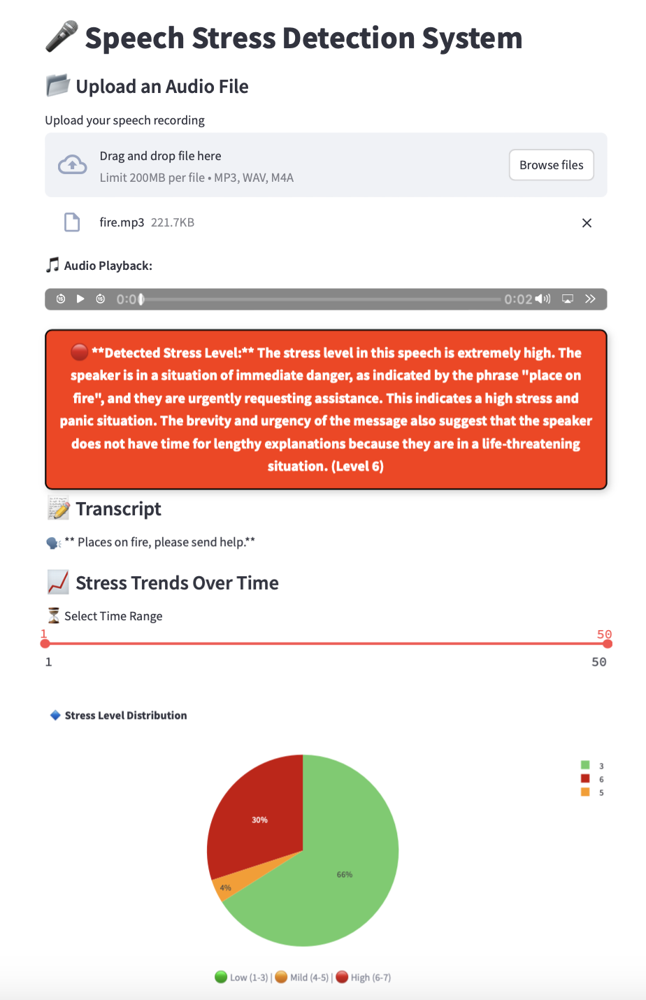 Speech Stress Detection System
Upload an Audio File
Upload your speech recording
Drag and drop file here
Limit 200MB per file • MP3, WAV, M4A
Browse files
fire.mp3 221.7KB
Audio Playback:
15 15 0:00 0:02
**Detected Stress Level:** The stress level in this speech is extremely high. The
speaker is in a situation of immediate danger, as indicated by the phrase "place on
fire", and they are urgently requesting assistance. This indicates a high stress and
panic situation. The brevity and urgency of the message also suggest that the speaker
does not have time for lengthy explanations because they are in a life-threatening
situation. (Level 6)
Transcript
** Places on fire, please send help.**
Stress Trends Over Time
Select Time Range
1 50
1 50
Stress Level Distribution
3
6
5
30%
66%
4%
Low (1-3) | Mild (4-5) | High (6-7)